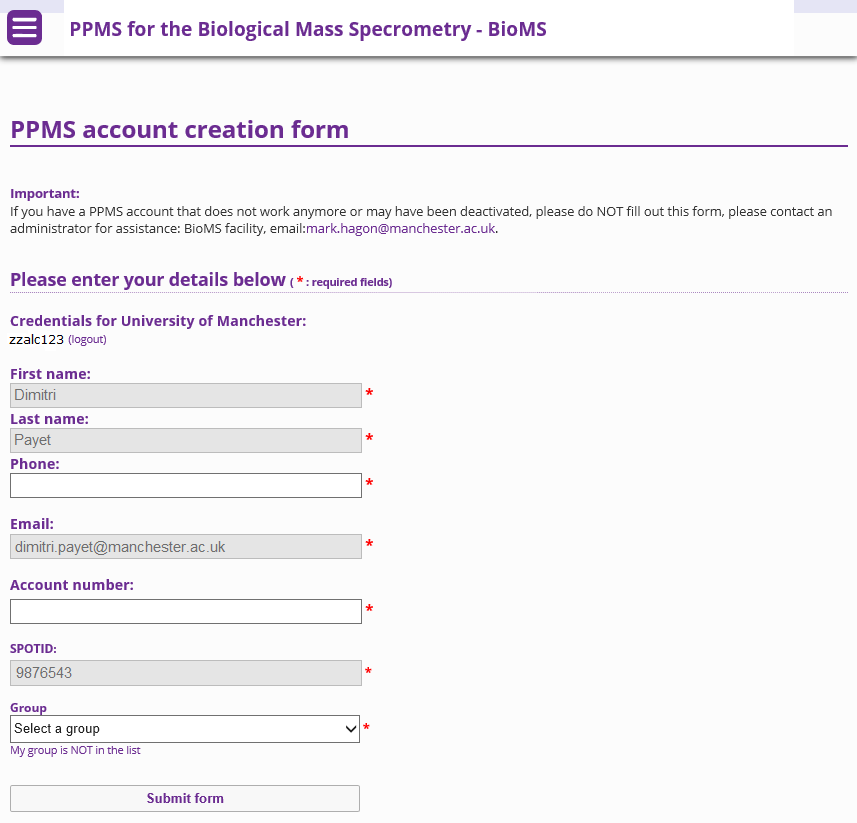 PPMS for the Biological Mass Specrometry - BioMS
PPMS account creation form
Important:
If you have a PPMS account that does not work anymore or may have been deactivated, please do NOT fill out this form, please contact an
administrator for assistance: BioMS facility, email:mark.hagon@manchester.ac.uk.
Please enter your details below ( * : required fields)
Credentials for University of Manchester:
zzalc123 (logout)
First name:
Dimitri *
Last name:
Payet *
Phone:
*
Email:
dimitri.payet@manchester.ac.uk *
Account number:
*
SPOTID:
9876543 *
Group
Select a group *
My group is NOT in the list
Submit form